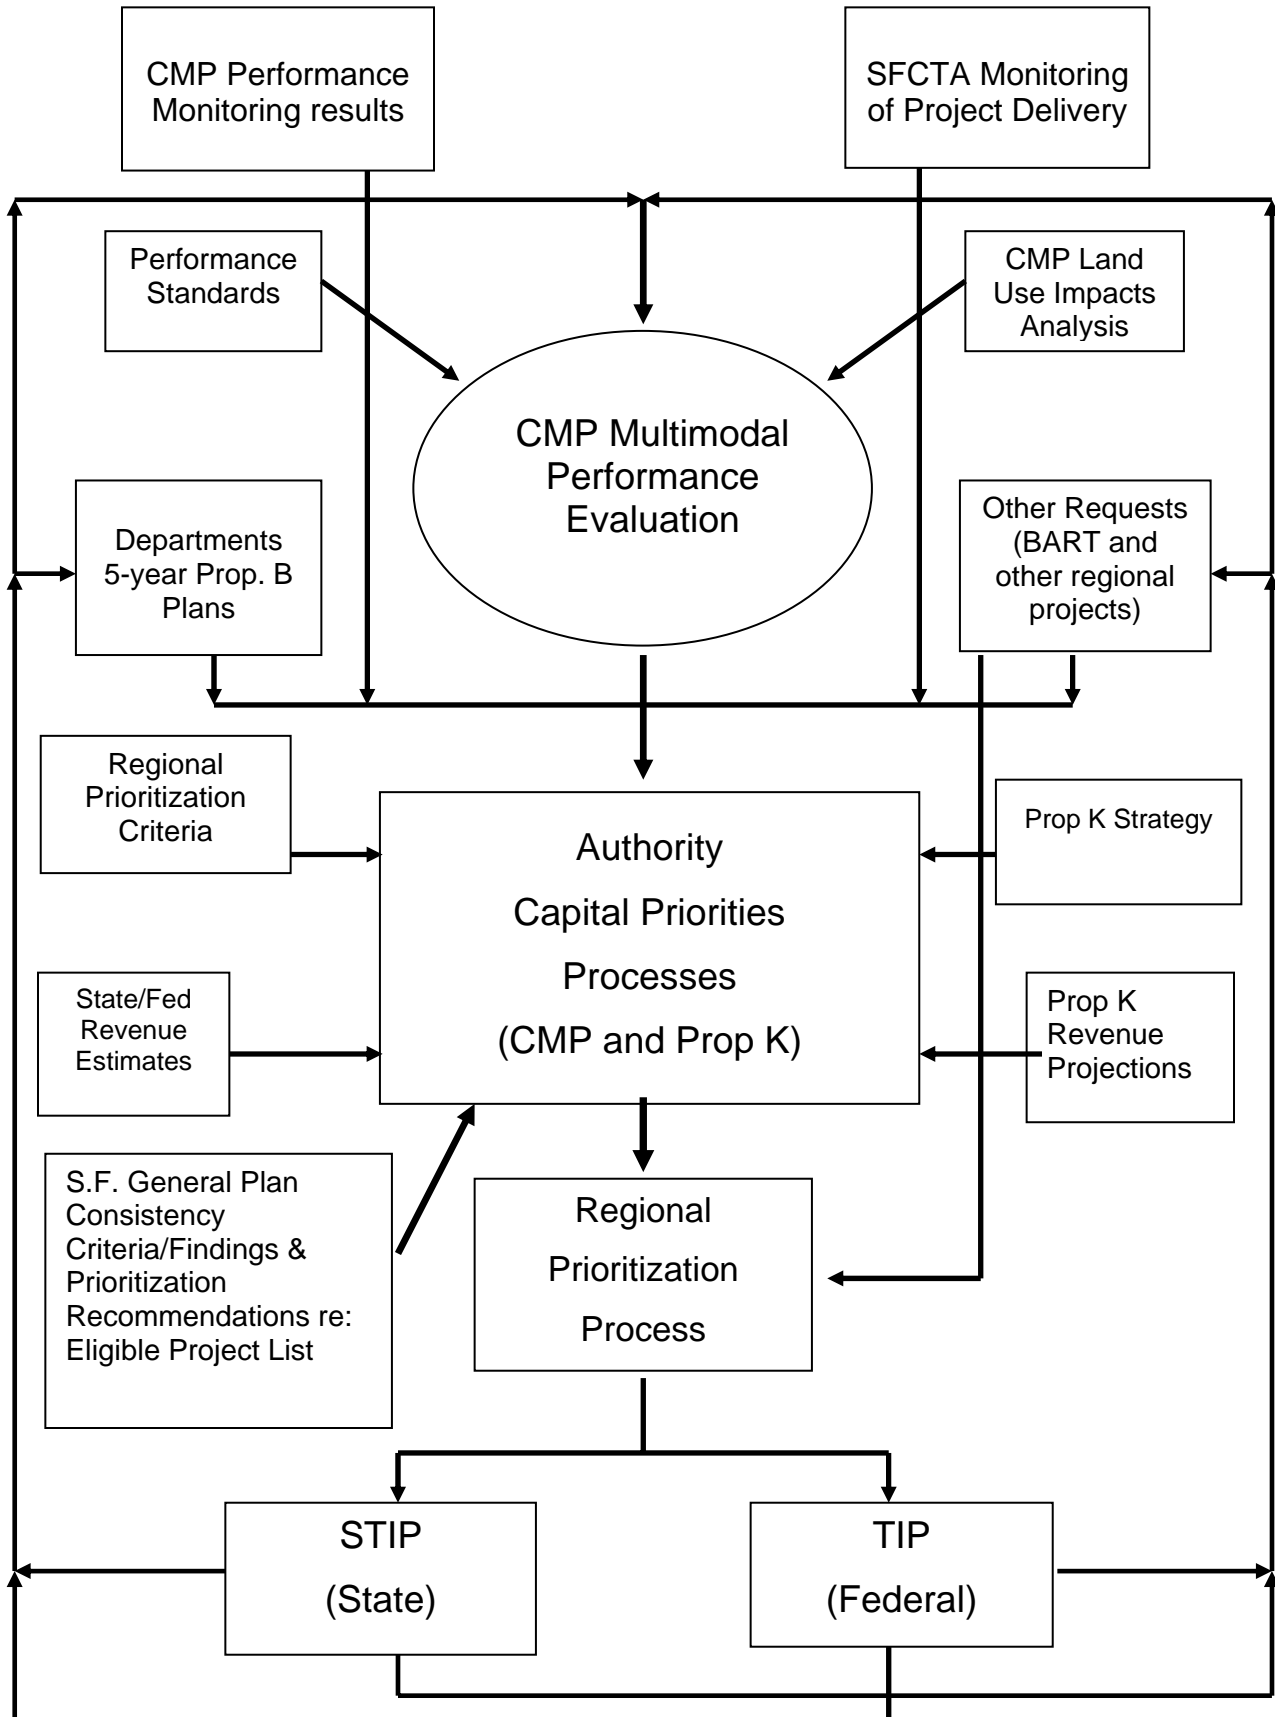 CMP Performance
Monitoring results
SFCTA Monitoring
of Project Delivery
Performance
Standards
CMP Land
Use Impacts
Analysis
CMP Multimodal
Performance
Evaluation
Departments
5-year Prop. B
Plans
Other Requests
(BART and
other regional
projects)
Regional
Prioritization
Criteria
Authority
Capital Priorities
Processes
(CMP and Prop K)
Prop K Strategy
State/Fed
Revenue
Estimates
Prop K
Revenue
Projections
S.F. General Plan
Consistency
Criteria/Findings &
Prioritization
Recommendations re:
Eligible Project List
Regional
Prioritization
Process
STIP
(State)
TIP
(Federal)